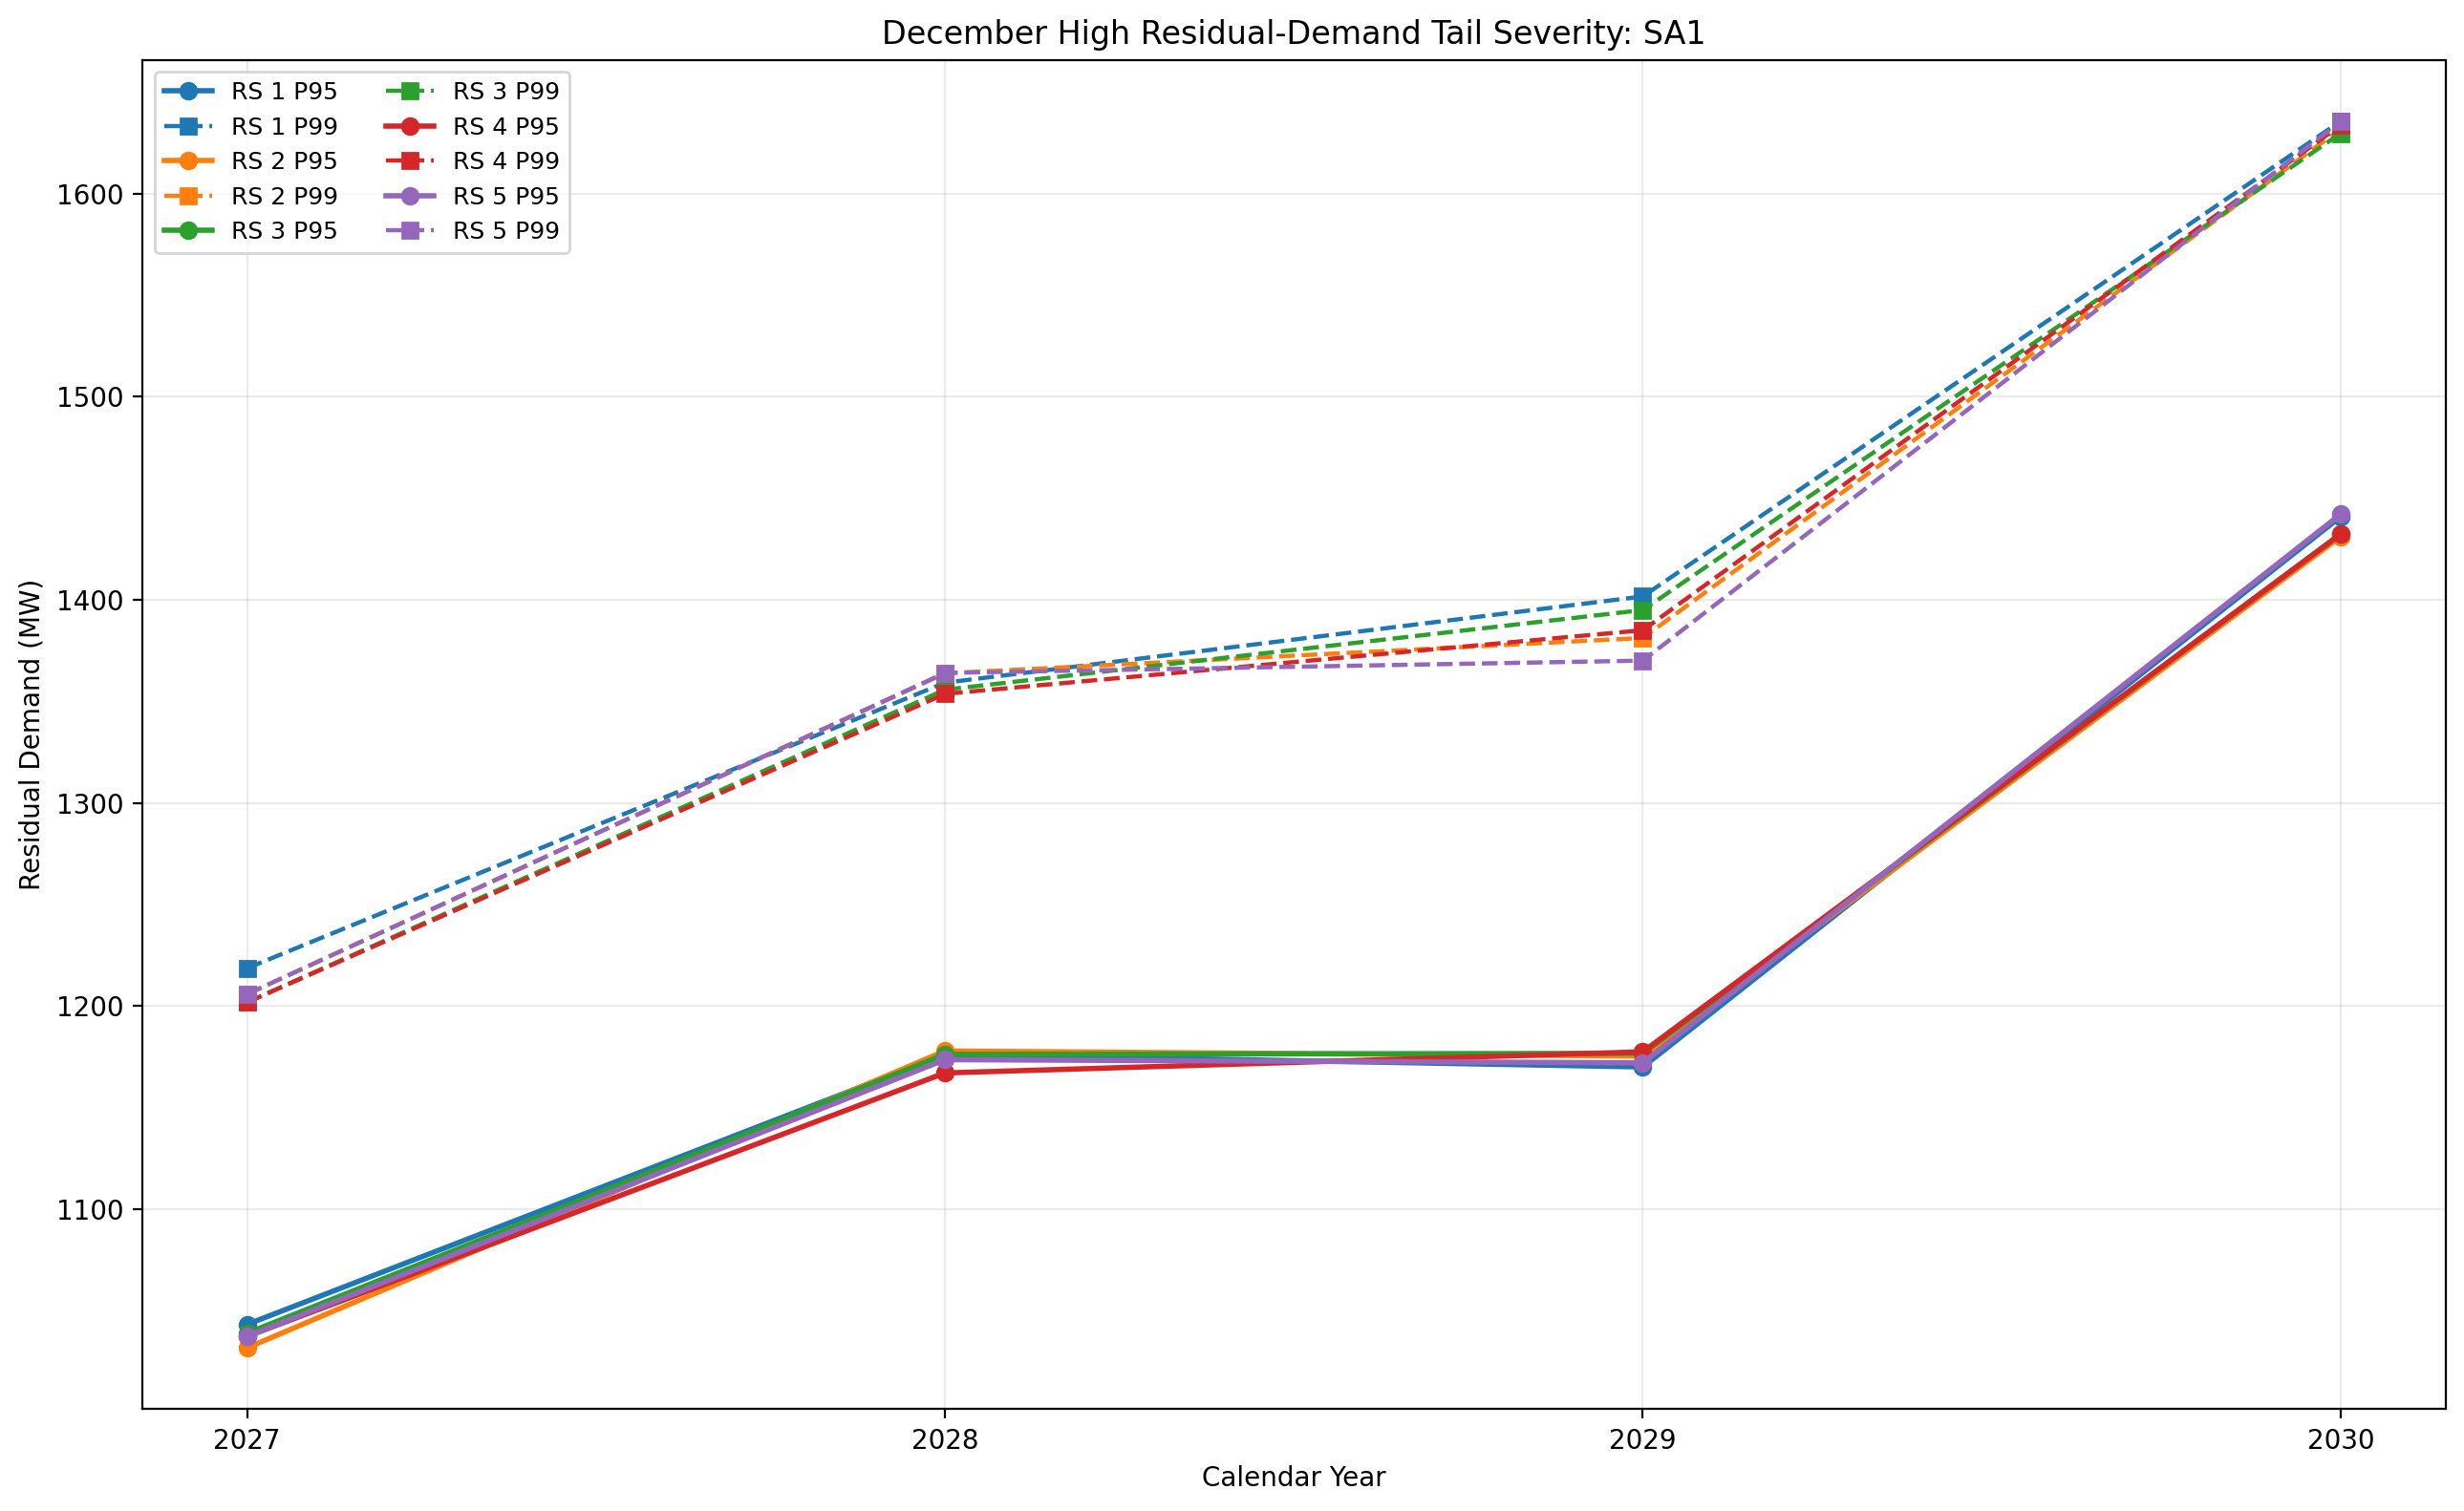 December High Residual-Demand Tail Severity: SA1
RS 1 P95
RS 1 P99
RS 2 P95
RS 2 P99
RS 3 P95
RS 3 P99
RS 4 P95
RS 4 P99
RS 5 P95
RS 5 P99
Residual Demand (MW)
1600
1500
1400
1300
1200
1100
2027
2028
2029
2030
Calendar Year